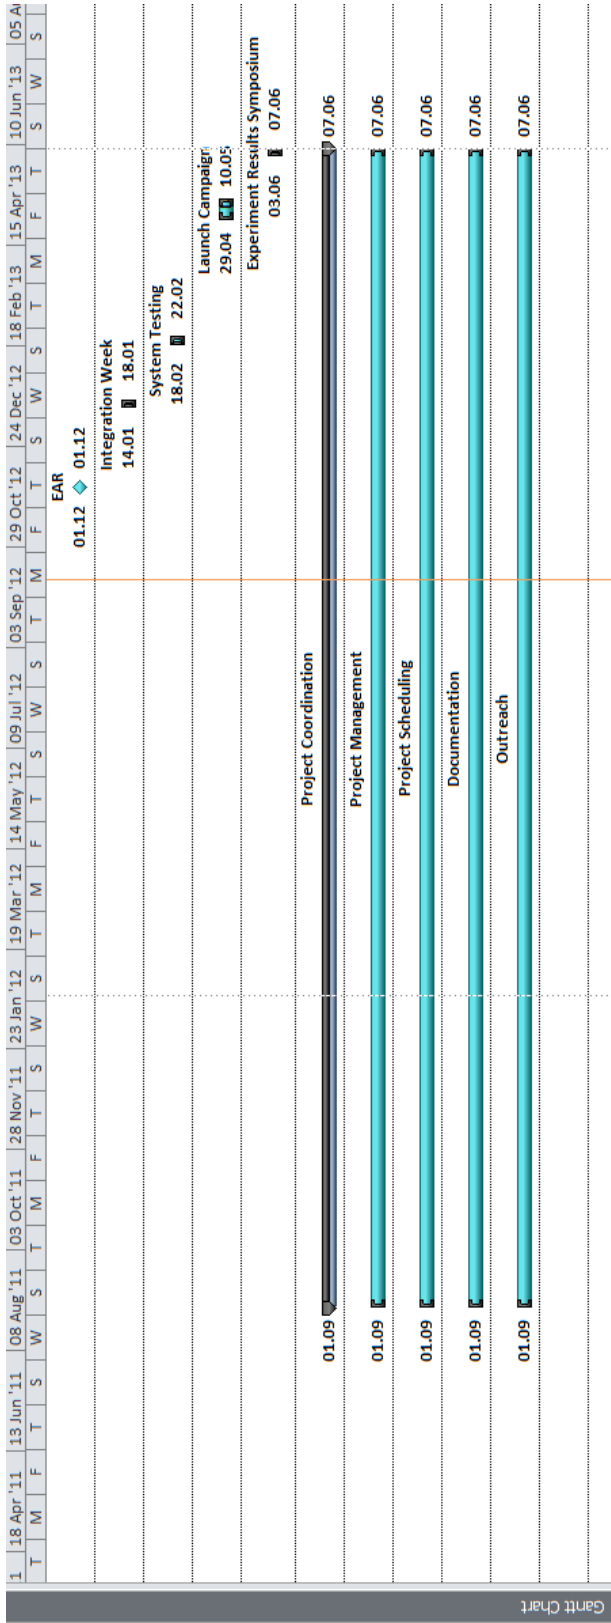 Gantt Chart
1 18 Apr '11 13 Jun '11 08 Aug '11 03 Oct '11 28 Nov '11 23 Jan '12 19 Mar '12 14 May '12 09 Jul '12 03 Sep '12 29 Oct '12 24 Dec '12 18 Feb '13 15 Apr '13 10 Jun '13 05 A
T M F T S W S T M F T S W S T M F T S W S T M F T S W S T M F T S W S
EAR
01.12 01.12
Integration Week
14.01 18.01
System Testing
18.02 22.02
Launch Campaign
29.04 10.05
Experiment Results Symposium
03.06 07.06
Project Coordination
01.09 07.06
Project Management
01.09 07.06
Project Scheduling
01.09 07.06
Documentation
01.09 07.06
Outreach
01.09 07.06